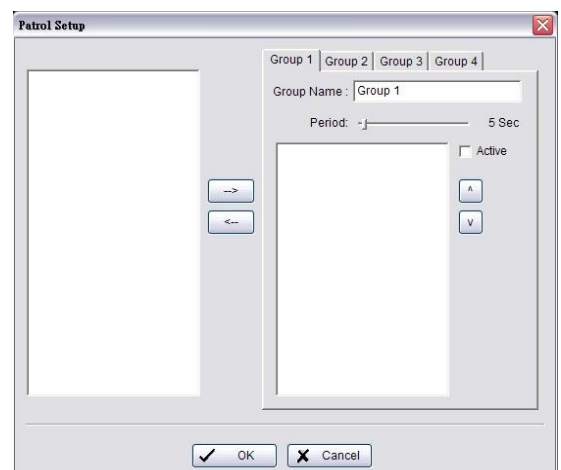 Patrol Setup
Group 1 Group 2 Group 3 Group 4
Group Name : Group 1
Period: 5 Sec
Active
-->
^
<--
v
OK Cancel